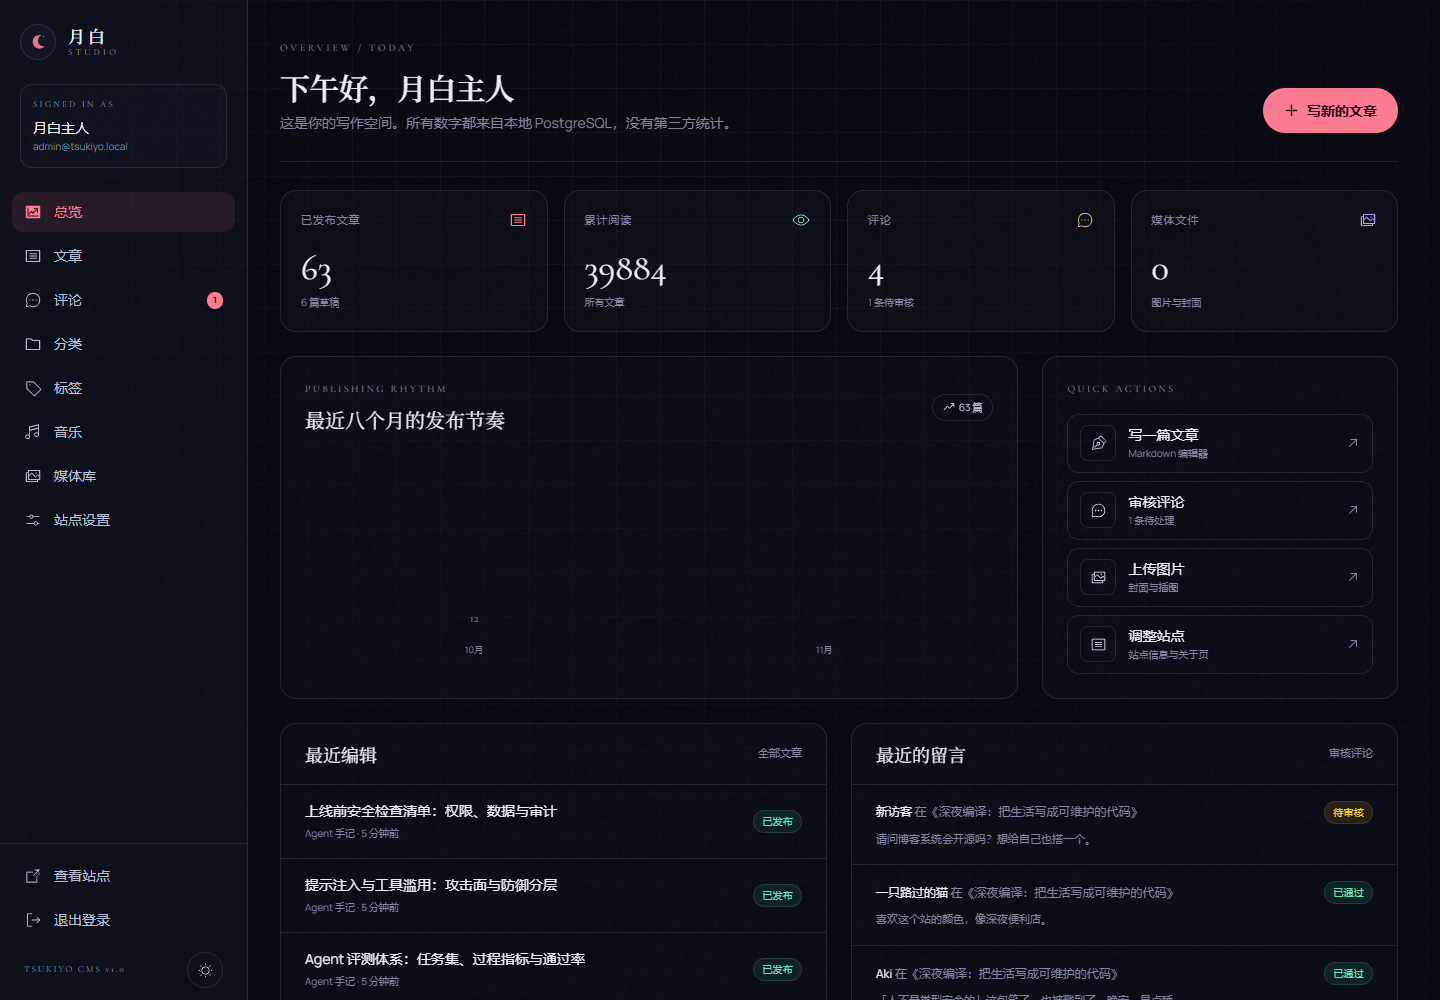 月白
STUDIO
SIGNED IN AS
月白主人
admin@tsukiyo.local
总览
文章
评论
1
分类
标签
音乐
媒体库
站点设置
查看站点
退出登录
TSUKIYO CMS v1.0
OVERVIEW / TODAY
下午好，月白主人
这是你的写作空间。所有数字都来自本地 PostgreSQL，没有第三方统计。
写新的文章
已发布文章
63
6 篇草稿
累计阅读
39884
所有文章
评论
4
1 条待审核
媒体文件
0
图片与封面
PUBLISHING RHYTHM
最近八个月的发布节奏
63 篇
12
10月
11月
QUICK ACTIONS
写一篇文章
Markdown 编辑器
审核评论
1 条待处理
上传图片
封面与插图
调整站点
站点信息与关于页
最近编辑
全部文章
上线前安全检查清单：权限、数据与审计
Agent 手记 · 5 分钟前
已发布
提示注入与工具滥用：攻击面与防御分层
Agent 手记 · 5 分钟前
已发布
Agent 评测体系：任务集、过程指标与通过率
Agent 手记 · 5 分钟前
已发布
最近的留言
审核评论
新访客 在《深夜编译：把生活写成可维护的代码》
待审核
请问博客系统会开源吗？想给自己也搭一个。
一只路过的猫 在《深夜编译：把生活写成可维护的代码》
已通过
喜欢这个站的颜色，像深夜便利店。
Aki 在《深夜编译：把生活写成可维护的代码》
已通过